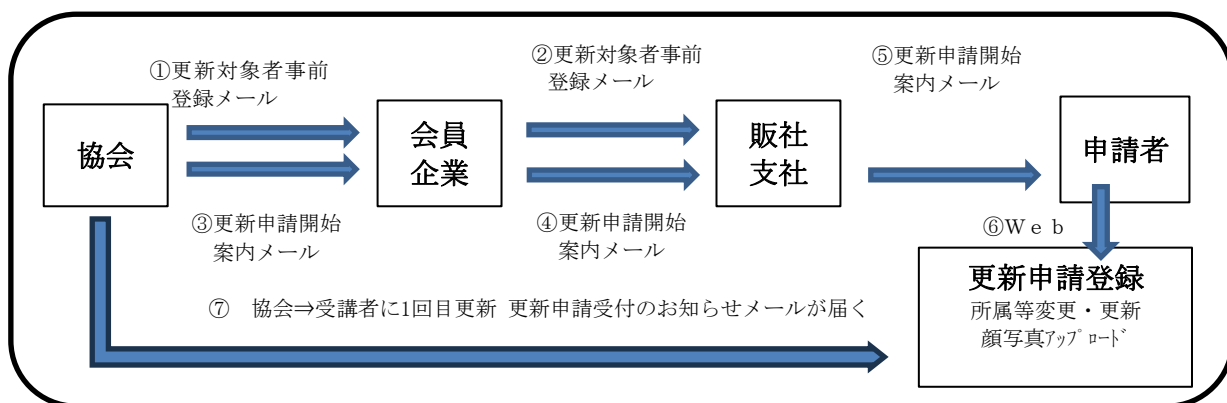 ①更新対象者事前
登録メール
②更新対象者事前
登録メール
⑤更新申請開始
案内メール
協会
会員
企業
販社
支社
申請者
③更新申請開始
案内メール
④更新申請開始
案内メール
⑥Ｗｅｂ
更新申請登録
所属等変更・更新
顔写真ｱｯﾌﾟﾛｰﾄﾞ
⑦ 協会⇒受講者に1回目更新 更新申請受付のお知らせメールが届く